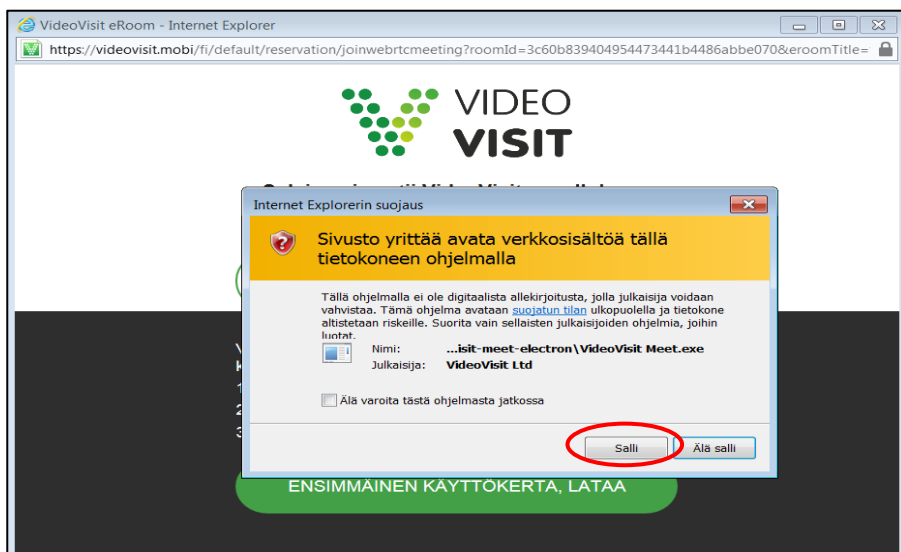 VideoVisit eRoom - Internet Explorer
https://videovisit.mobi/fi/default/reservation/joinwebrtcmeeting?roomId=3c60b839404954473441b4486abbe070&eroomTitle=
VIDEO
VISIT
Internet Explorerin suojaus
Sivusto yrittää avata verkkosisältöä tällä
tietokoneen ohjelmalla
Tällä ohjelmalla ei ole digitaalista allekirjoitusta, jolla julkaisija voidaan
vahvistaa. Tämä ohjelma avataan suojatun tilan ulkopuolella ja tietokone
altistetaan riskeille. Suorita vain sellaisten julkaisijoiden ohjelmia, joihin
luotat.
Nimi: ...isit-meet-electron\VideoVisit Meet.exe
Julkaisija: VideoVisit Ltd
Älä varoita tästä ohjelmasta jatkossa
Salli Älä salli
ENSIMMÄINEN KÄYTTÖKERTA, LATAA